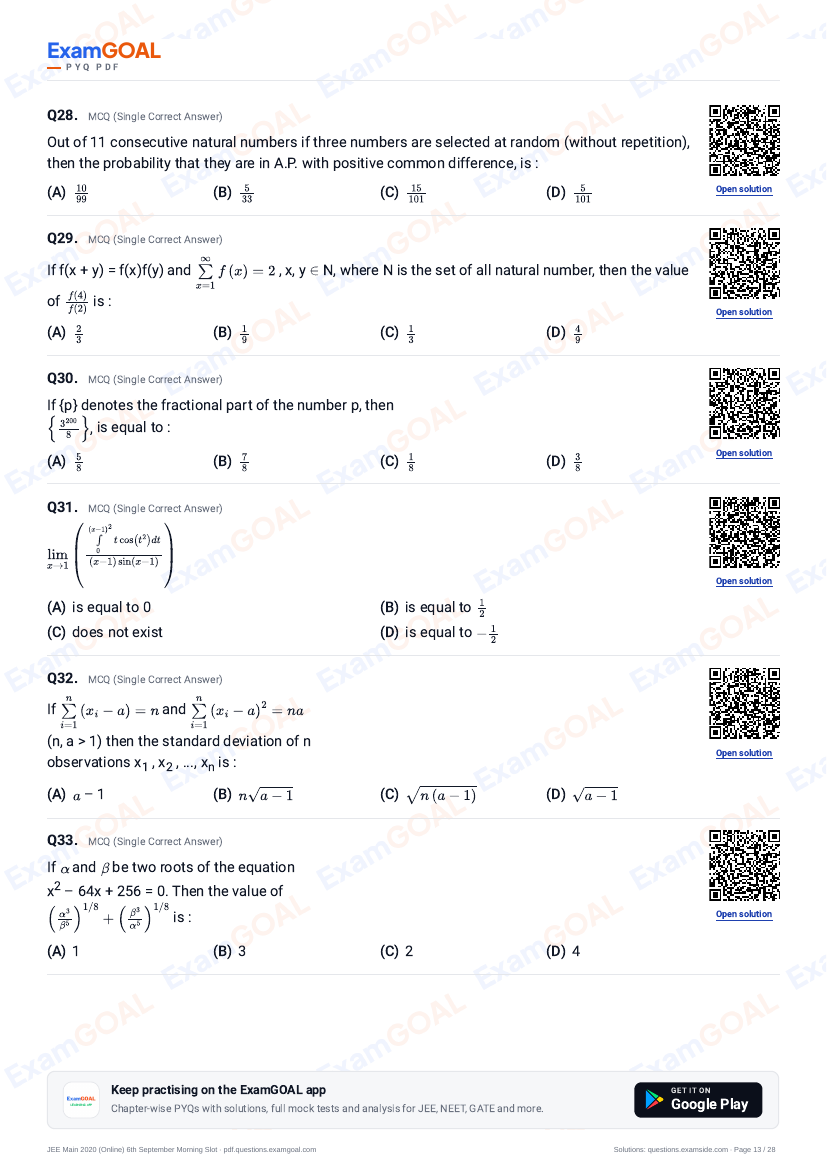 ExamGOAL
PYQ PDF
Q28. MCQ (Single Correct Answer)
Out of 11 consecutive natural numbers if three numbers are selected at random (without repetition),
then the probability that they are in A.P. with positive common difference, is :
(A) 10/99 (B) 5/33 (C) 15/101 (D) 5/101
Open solution
Q29. MCQ (Single Correct Answer)
If f(x + y) = f(x)f(y) and \sum_{x=1}^{∞} f(x) = 2 , x, y ∈ N, where N is the set of all natural number, then the value
of f(4)/f(2) is :
(A) 2/3 (B) 1/9 (C) 1/3 (D) 4/9
Open solution
Q30. MCQ (Single Correct Answer)
If {p} denotes the fractional part of the number p, then
{3^200/8}, is equal to :
(A) 5/8 (B) 7/8 (C) 1/8 (D) 3/8
Open solution
Q31. MCQ (Single Correct Answer)
lim_{x→1} (∫_0^{(x−1)^2} t cos(t^2)dt / (x−1) sin(x−1))
(A) is equal to 0 (B) is equal to 1/2
(C) does not exist (D) is equal to −1/2
Open solution
Q32. MCQ (Single Correct Answer)
If \sum_{i=1}^{n} (x_i − a) = n and \sum_{i=1}^{n} (x_i − a)^2 = na
(n, a > 1) then the standard deviation of n
observations x_1 , x_2 , ..., x_n is :
(A) a − 1 (B) n√(a − 1) (C) √(n (a − 1)) (D) √(a − 1)
Open solution
Q33. MCQ (Single Correct Answer)
If α and β be two roots of the equation
x^2 − 64x + 256 = 0. Then the value of
(α^3/β^5)^{1/8} + (β^3/α^5)^{1/8} is :
(A) 1 (B) 3 (C) 2 (D) 4
Open solution
Keep practising on the ExamGOAL app
Chapter-wise PYQs with solutions, full mock tests and analysis for JEE, NEET, GATE and more.
GET IT ON
Google Play
JEE Main 2020 (Online) 6th September Morning Slot · pdf.questions.examgoal.com
Solutions: questions.examside.com · Page 13 / 28